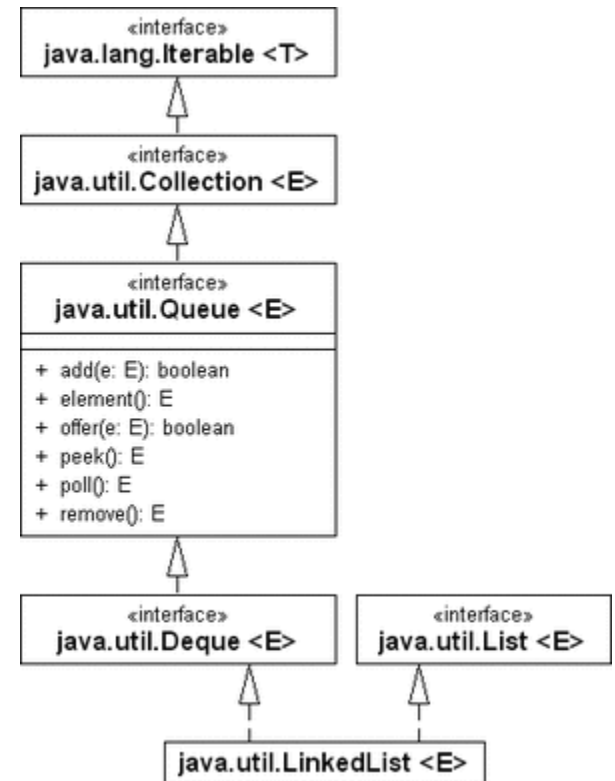 «interface»
java.lang.Iterable <T>
«interface»
java.util.Collection <E>
«interface»
java.util.Queue <E>
+ add(e: E): boolean
+ element(): E
+ offer(e: E): boolean
+ peek(): E
+ poll(): E
+ remove(): E
«interface»
java.util.Deque <E>
«interface»
java.util.List <E>
java.util.LinkedList <E>